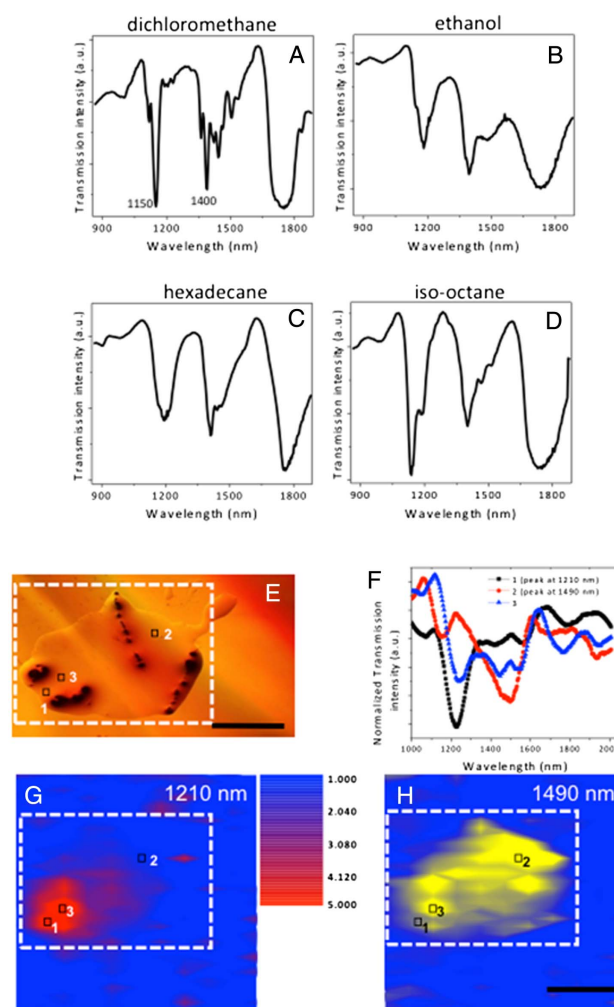 dichloromethane
ethanol
Transmission intensity (a.u.)
A
1150
1400
900 1200 1500 1800
Wavelength (nm)
Transmission intensity (a.u.)
B
900 1200 1500 1800
Wavelength (nm)
hexadecane
iso-octane
Transmission intensity (a.u.)
C
900 1200 1500 1800
Wavelength (nm)
Transmission intensity (a.u.)
D
900 1200 1500 1800
Wavelength (nm)
E
2
3
1
F
1 (peak at 1210 nm)
2 (peak at 1490 nm)
3
Normalized Transmission
intensity (a.u.)
1000 1200 1400 1600 1800 200
Wavelength (nm)
G
1210 nm
2
3
1
1.000
2.040
3.080
4.120
5.000
H
1490 nm
2
3
1